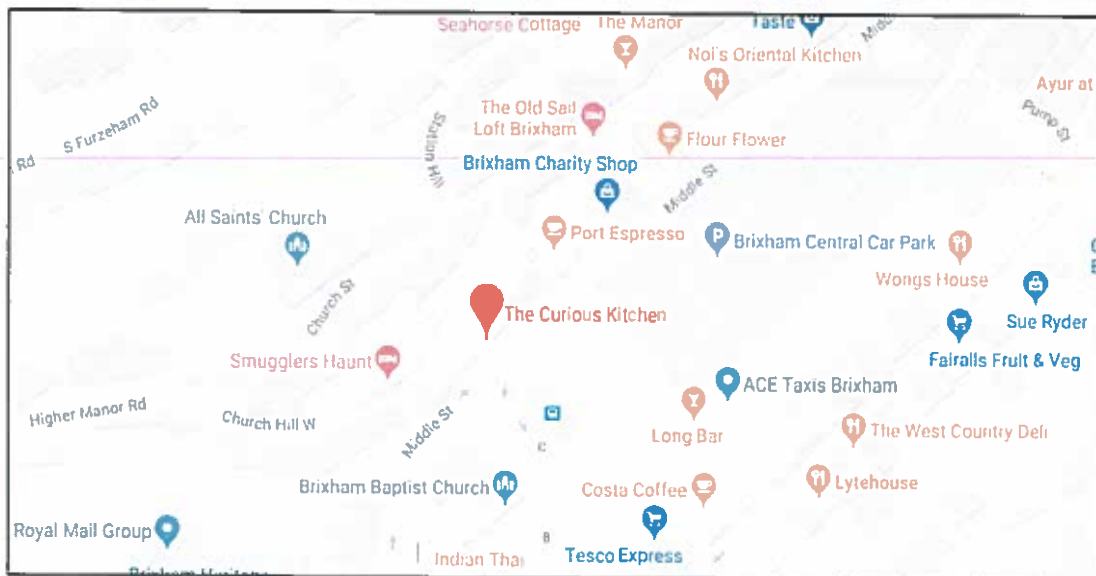 Seahorse Cottage
The Manor
Taste
Noi's Oriental Kitchen
Ayur at
S Furzeham Rd
Rd
The Old Sail
Loft Brixham
Station Hill
Flour Flower
Pump St
Brixham Charity Shop
Middle St
All Saints' Church
Port Espresso
P
Brixham Central Car Park
Wongs House
Church St
The Curious Kitchen
Sue Ryder
Smugglers Haunt
Fairalls Fruit & Veg
ACE Taxis Brixham
Higher Manor Rd
Church Hill W
Middle St
Long Bar
The West Country Deli
Brixham Baptist Church
Costa Coffee
Lytehouse
Royal Mail Group
C
B
Indian Thai
Tesco Express